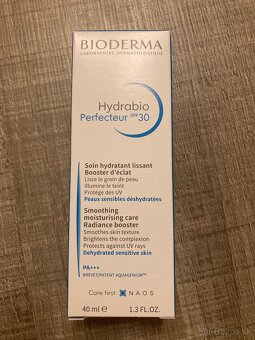 BIODERMA
LABORATOIRE DERMATOLOGIQUE
Hydrabio
Perfecteur SPF 30
Soin hydratant lissant
Booster d'éclat
Lisse le grain de peau
Illumine le teint
Protège des UV
Peaux sensibles déshydratées
Smoothing
moisturising care
Radiance booster
Smoothes skin texture
Brightens the complexion
Protects against UV rays
Dehydrated sensitive skin
PA+++
BREVET/PATENT AQUAGENIUM™
Care first NAOS
40 ml e 1.3 FL.OZ.